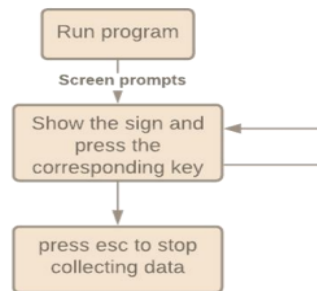 Run program
Screen prompts
Show the sign and
press the
corresponding key
press esc to stop
collecting data